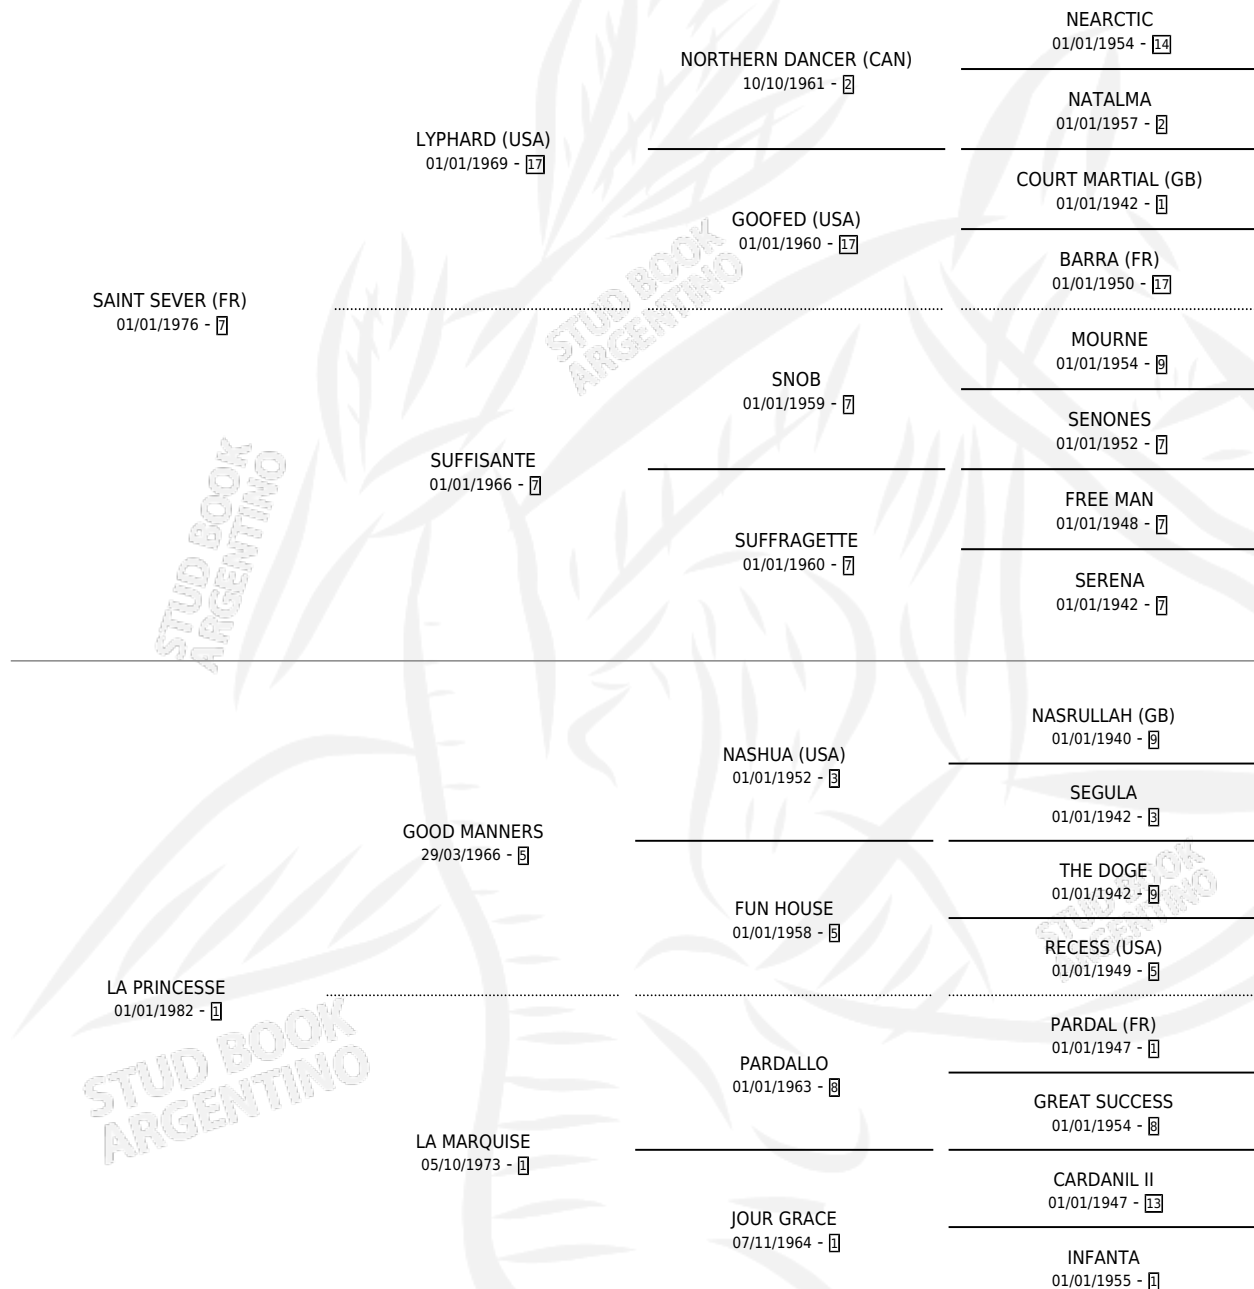 NEARCTIC
01/01/1954 - 14
NORTHERN DANCER (CAN)
10/10/1961 - 2
NATALMA
01/01/1957 - 2
LYPHARD (USA)
01/01/1969 - 17
COURT MARTIAL (GB)
01/01/1942 - 1
GOOFED (USA)
01/01/1960 - 17
BARRA (FR)
01/01/1950 - 17
SAINT SEVER (FR)
01/01/1976 - 7
STUD BOOK
ARGENTINO
MOURNE
01/01/1954 - 9
SNOB
01/01/1959 - 7
SENONES
01/01/1952 - 7
SUFFISANTE
01/01/1966 - 7
FREE MAN
01/01/1948 - 7
SUFFRAGETTE
01/01/1960 - 7
SERENA
01/01/1942 - 7
STUD BOOK
ARGENTINO
NASRULLAH (GB)
01/01/1940 - 9
NASHUA (USA)
01/01/1952 - 3
SEGULA
01/01/1942 - 3
GOOD MANNERS
29/03/1966 - 5
THE DOGE
01/01/1942 - 9
FUN HOUSE
01/01/1958 - 5
STUD BOOK
ARGENTINO
RECESS (USA)
01/01/1949 - 5
LA PRINCESSE
01/01/1982 - 1
PARDAL (FR)
01/01/1947 - 1
PARDALLO
01/01/1963 - 8
STUD BOOK
ARGENTINO
GREAT SUCCESS
01/01/1954 - 8
LA MARQUISE
05/10/1973 - 1
CARDANIL II
01/01/1947 - 13
JOUR GRACE
07/11/1964 - 1
INFANTA
01/01/1955 - 1